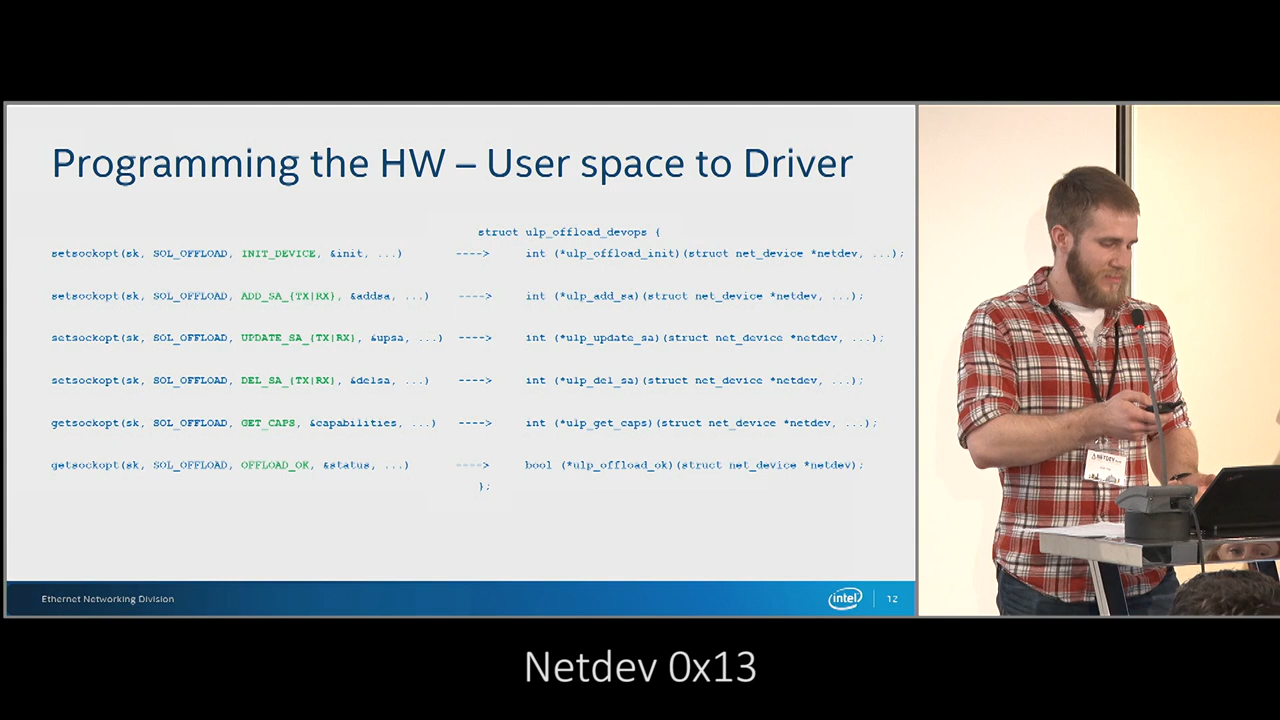 Programming the HW – User space to Driver
struct ulp_offload_devops {
setsockopt(sk, SOL_OFFLOAD, INIT_DEVICE, &init, ...) ----> int (*ulp_offload_init)(struct net_device *netdev, ...);
setsockopt(sk, SOL_OFFLOAD, ADD_SA_{TX|RX}, &addsa, ...) ----> int (*ulp_add_sa)(struct net_device *netdev, ...);
setsockopt(sk, SOL_OFFLOAD, UPDATE_SA_{TX|RX}, &upsa, ...) ----> int (*ulp_update_sa)(struct net_device *netdev, ...);
setsockopt(sk, SOL_OFFLOAD, DEL_SA_{TX|RX}, &delsa, ...) ----> int (*ulp_del_sa)(struct net_device *netdev, ...);
getsockopt(sk, SOL_OFFLOAD, GET_CAPS, &capabilities, ...) ----> int (*ulp_get_caps)(struct net_device *netdev, ...);
getsockopt(sk, SOL_OFFLOAD, OFFLOAD_OK, &status, ...) ----> bool (*ulp_offload_ok)(struct net_device *netdev);
};
Ethernet Networking Division
intel
12
NETDEV
Netdev 0x13